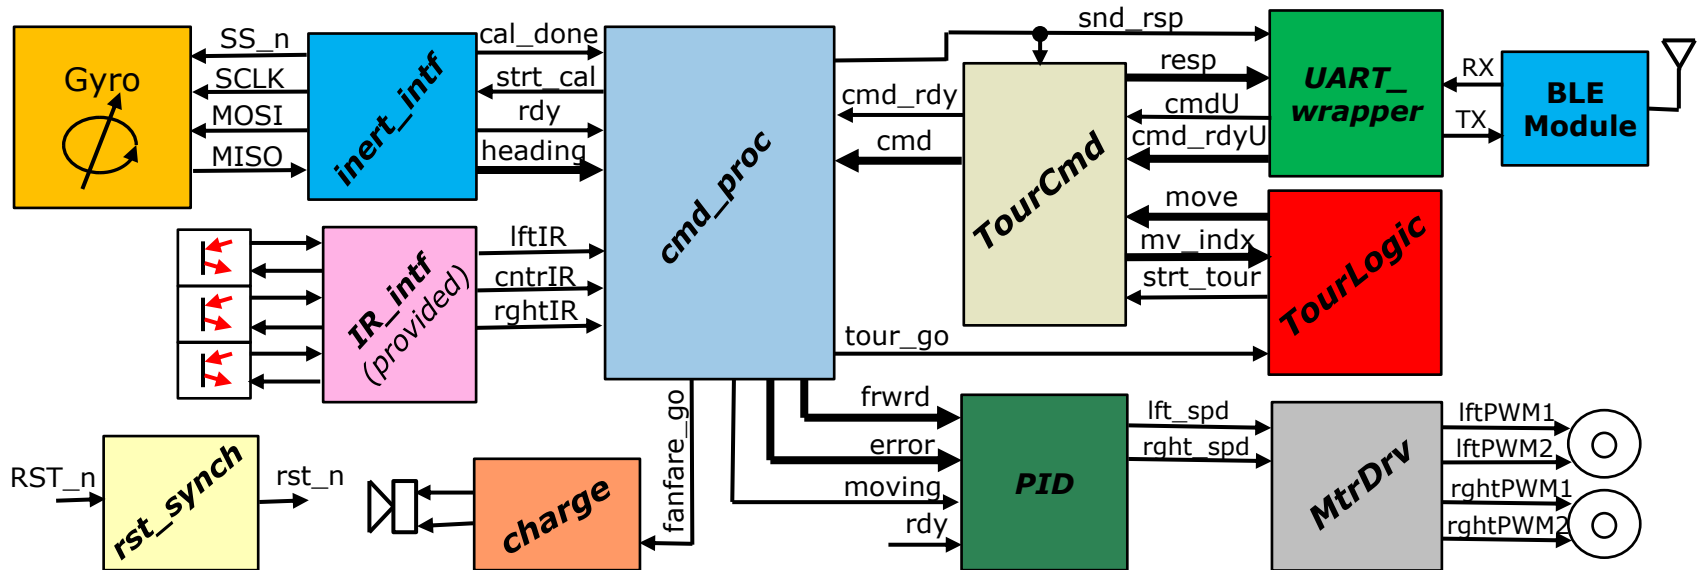 Gyro
SS_n
SCLK
MOSI
MISO
inert_intf
cal_done
strt_cal
rdy
heading
cmd_proc
snd_rsp
cmd_rdy
cmd
TourCmd
resp
cmdU
cmd_rdyU
UART_
wrapper
RX
TX
BLE
Module
move
mv_indx
strt_tour
TourLogic
tour_go
IR_intf
(provided)
lftIR
cntrIR
rghtIR
RST_n
rst_synch
rst_n
charge
fanfare_go
frwrd
error
moving
rdy
PID
lft_spd
rght_spd
MtrDrv
lftPWM1
lftPWM2
rghtPWM1
rghtPWM2